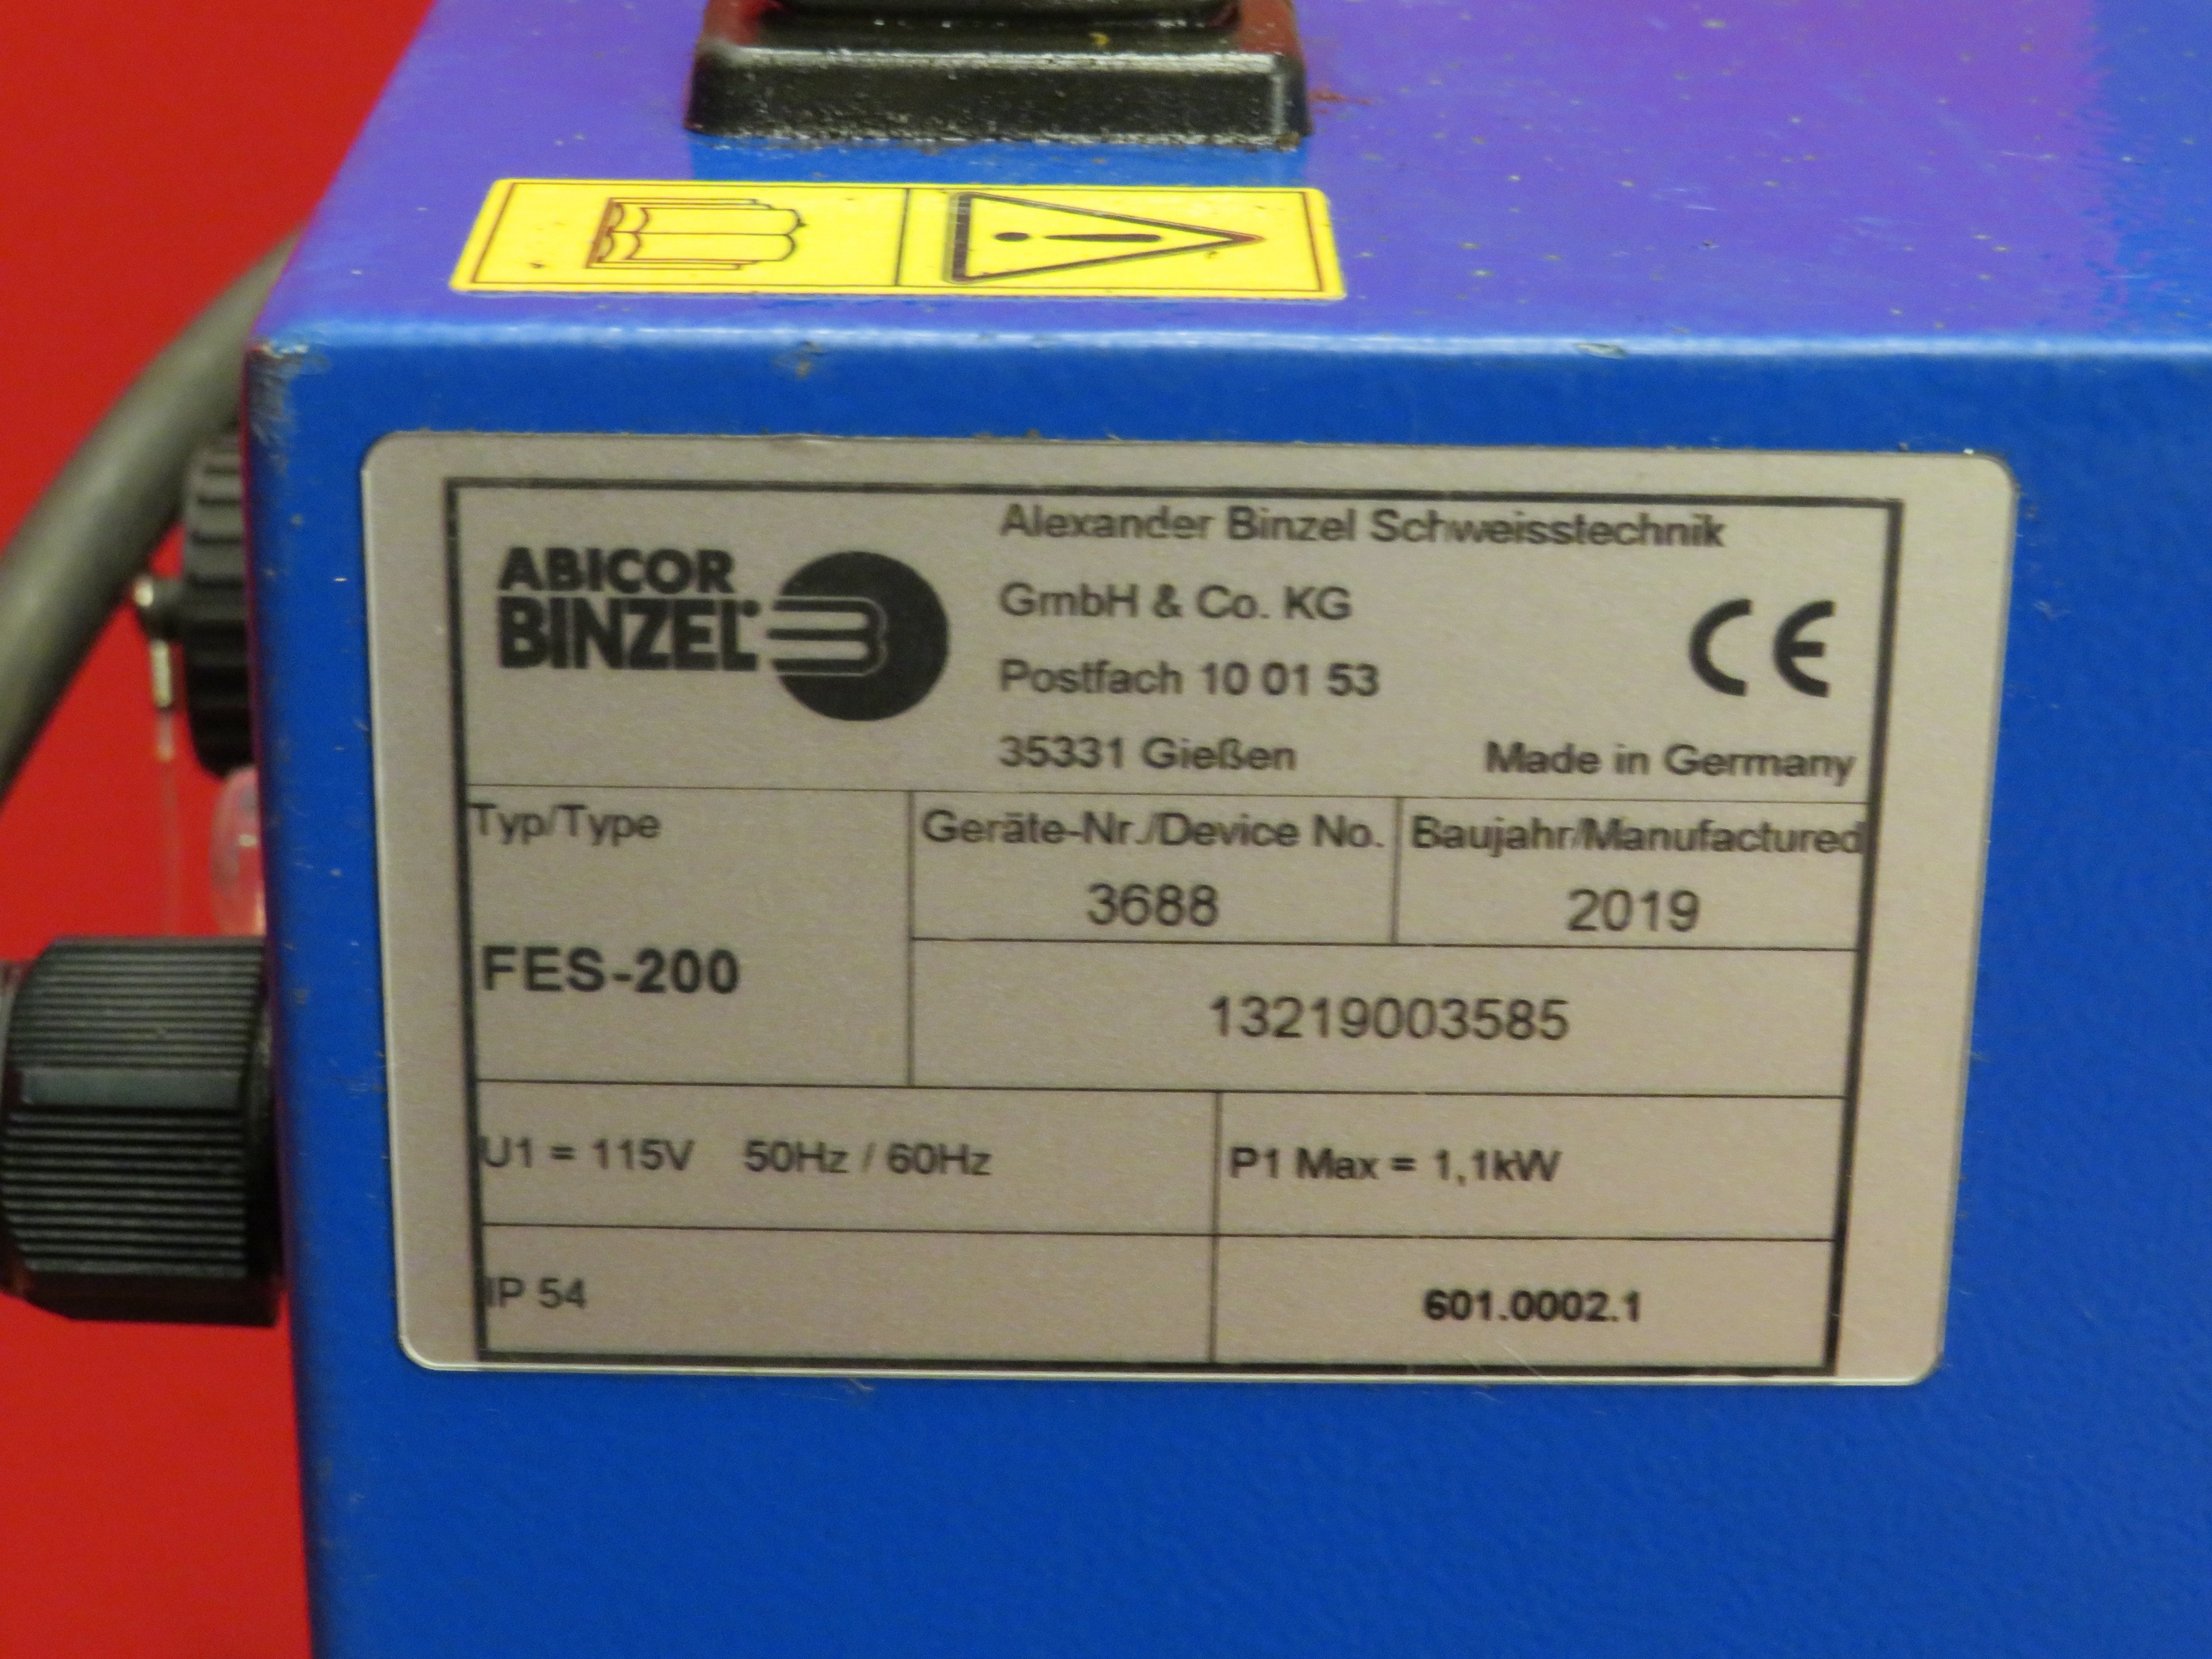 ABICOR
BINZEL
Alexander Binzel Schweisstechnik
GmbH & Co. KG
Postfach 10 01 53
35331 Gießen
CE
Made in Germany
Typ/Type
FES-200
Geräte-Nr./Device No.
3688
Baujahr/Manufactured
2019
13219003585
U1 = 115V 50Hz / 60Hz
P1 Max = 1,1kW
IP 54
601.0002.1